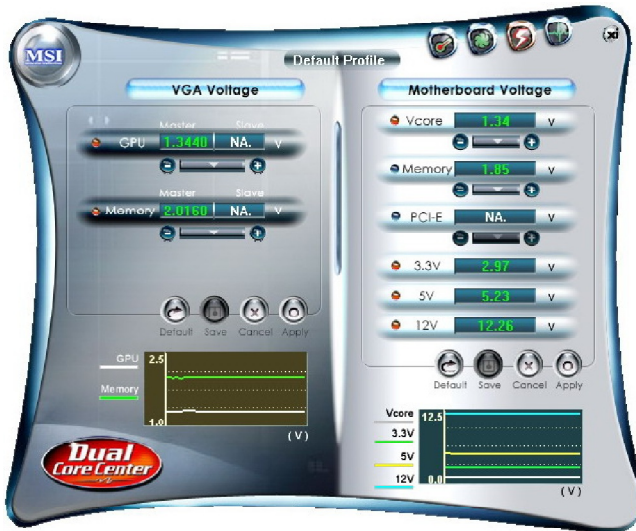 MSI
Default Profile
xi
VGA Voltage
Master Slave
GPU 1.3440 NA. V
Master Slave
Memory 2.0160 NA. V
Default Save Cancel Apply
GPU
Memory
2.5
1.0
(V)
Dual
Core Center
Motherboard Voltage
Vcore 1.34 V
Memory 1.85 V
PCI-E NA. V
3.3V 2.97 V
5V 5.23 V
12V 12.26 V
Default Save Cancel Apply
Vcore
3.3V
5V
12V
12.5
0.0
(V)